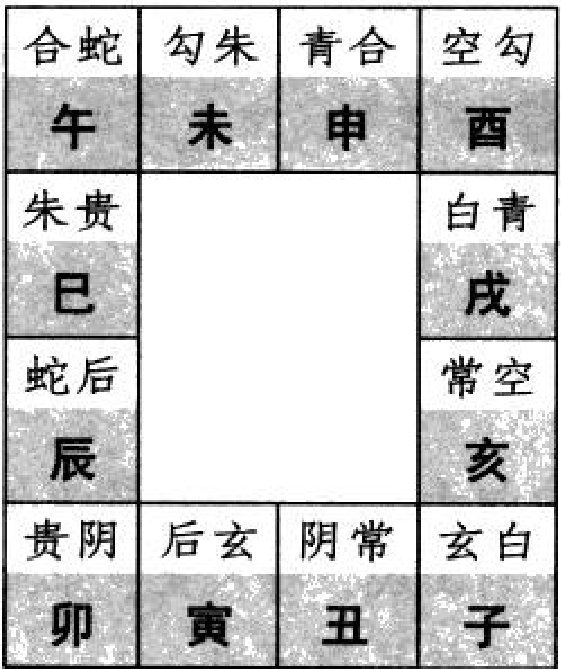 合蛇 勾朱 青合 空勾
午 未 申 酉
朱贵 白青
巳 戌
蛇后 常空
辰 亥
贵阴 后玄 阴常 玄白
卯 寅 丑 子